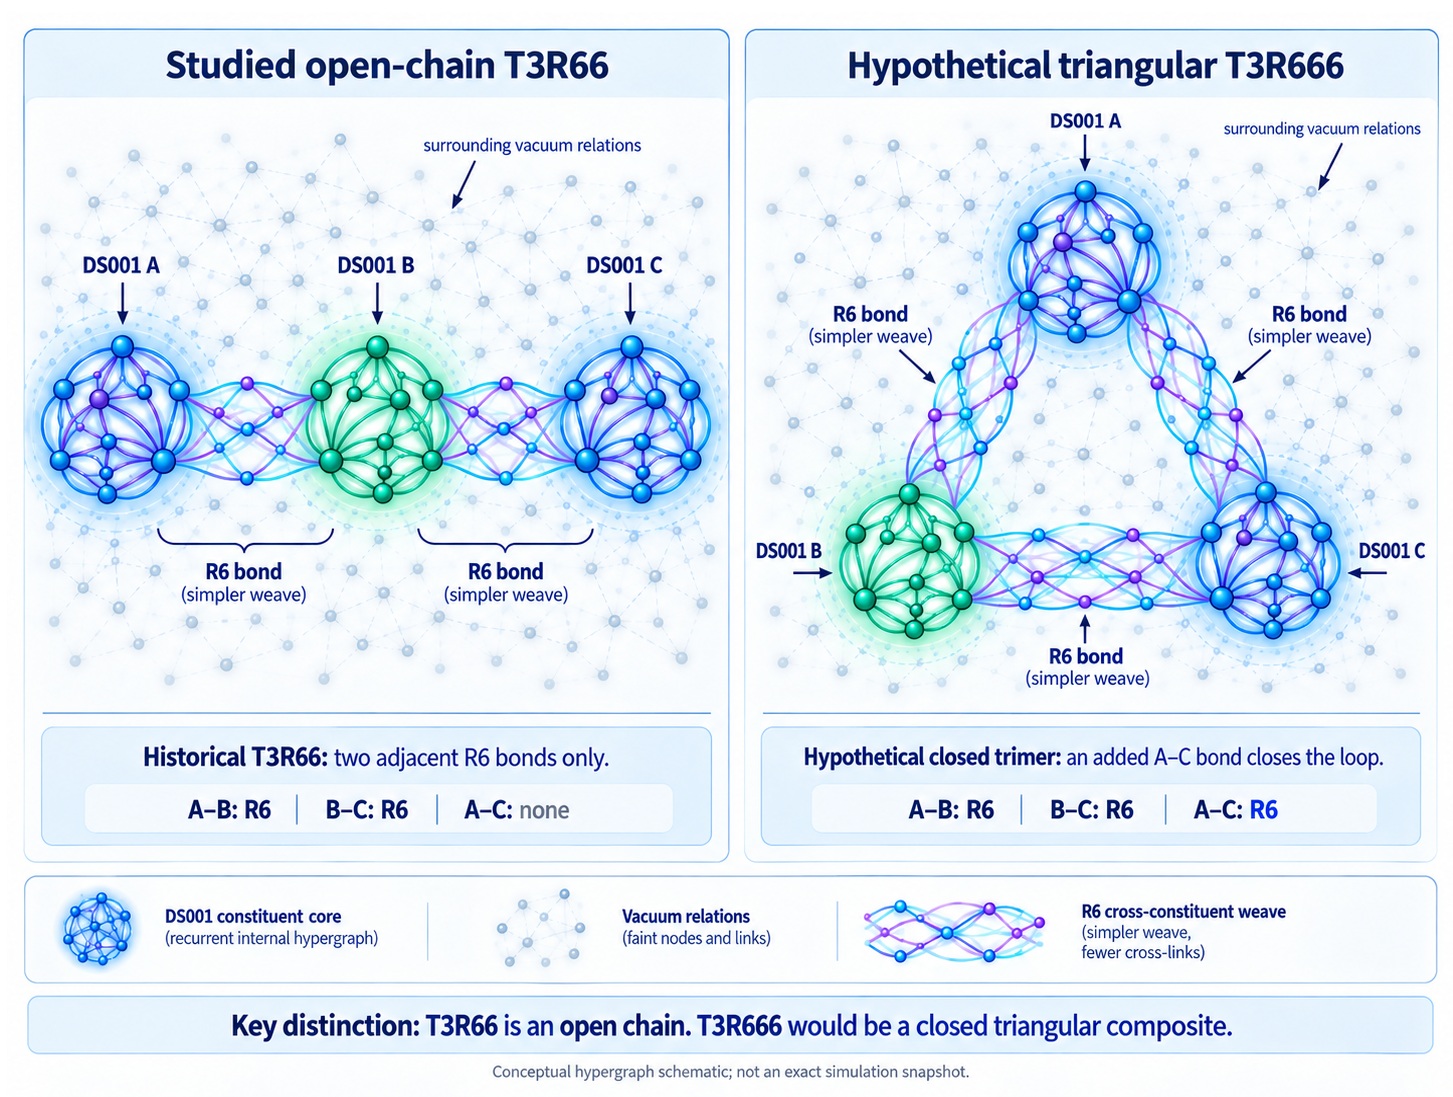 Studied open-chain T3R66
surrounding vacuum relations
DS001 A
DS001 B
DS001 C
R6 bond
(simpler weave)
R6 bond
(simpler weave)
Historical T3R66: two adjacent R6 bonds only.
A–B: R6 | B–C: R6 | A–C: none
Hypothetical triangular T3R666
DS001 A
surrounding vacuum relations
R6 bond
(simpler weave)
R6 bond
(simpler weave)
DS001 B
DS001 C
R6 bond
(simpler weave)
Hypothetical closed trimer: an added A–C bond closes the loop.
A–B: R6 | B–C: R6 | A–C: R6
DS001 constituent core
(recurrent internal hypergraph)
Vacuum relations
(faint nodes and links)
R6 cross-constituent weave
(simpler weave,
fewer cross-links)
Key distinction: T3R66 is an open chain. T3R666 would be a closed triangular composite.
Conceptual hypergraph schematic; not an exact simulation snapshot.